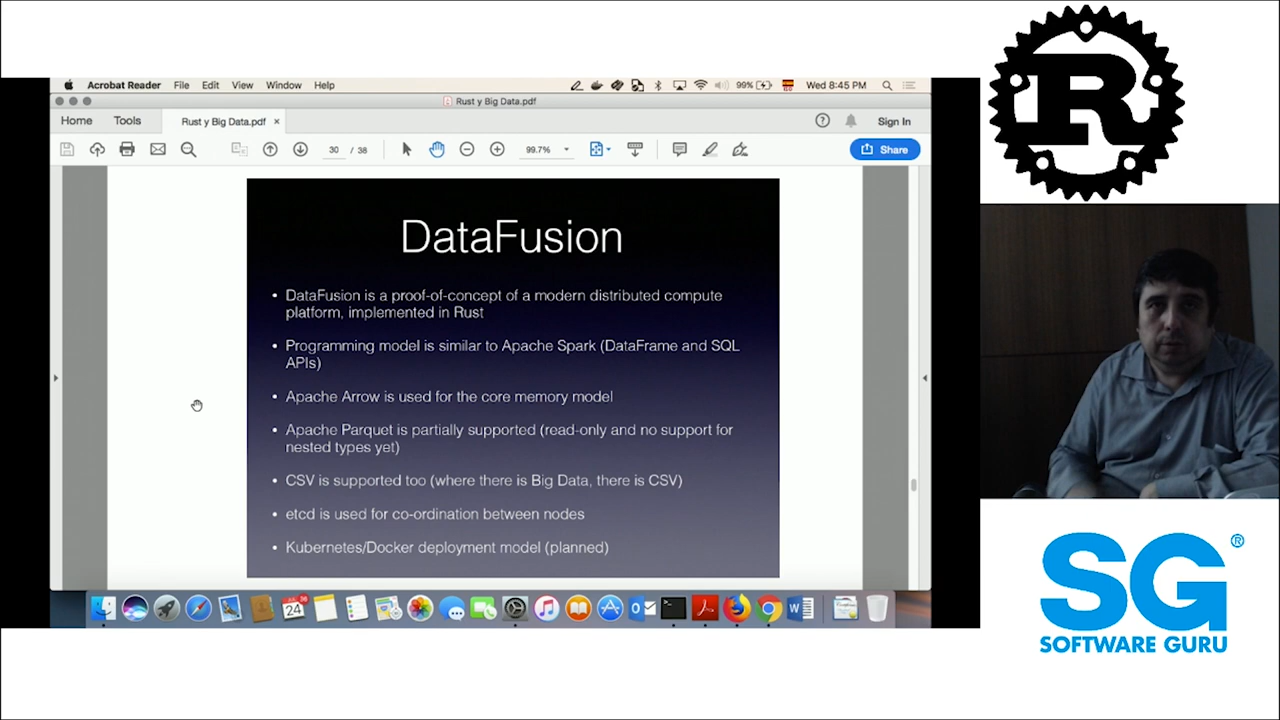 Acrobat Reader File Edit View Window Help 99% Wed 8:45 PM
Rust y Big Data.pdf
Home Tools Rust y Big Data.pdf × Sign In
30 / 38 99.7% Share
DataFusion
• DataFusion is a proof-of-concept of a modern distributed compute
platform, implemented in Rust
• Programming model is similar to Apache Spark (DataFrame and SQL
APIs)
• Apache Arrow is used for the core memory model
• Apache Parquet is partially supported (read-only and no support for
nested types yet)
• CSV is supported too (where there is Big Data, there is CSV)
• etcd is used for co-ordination between nodes
• Kubernetes/Docker deployment model (planned)
24
R
SG®
SOFTWARE GURU